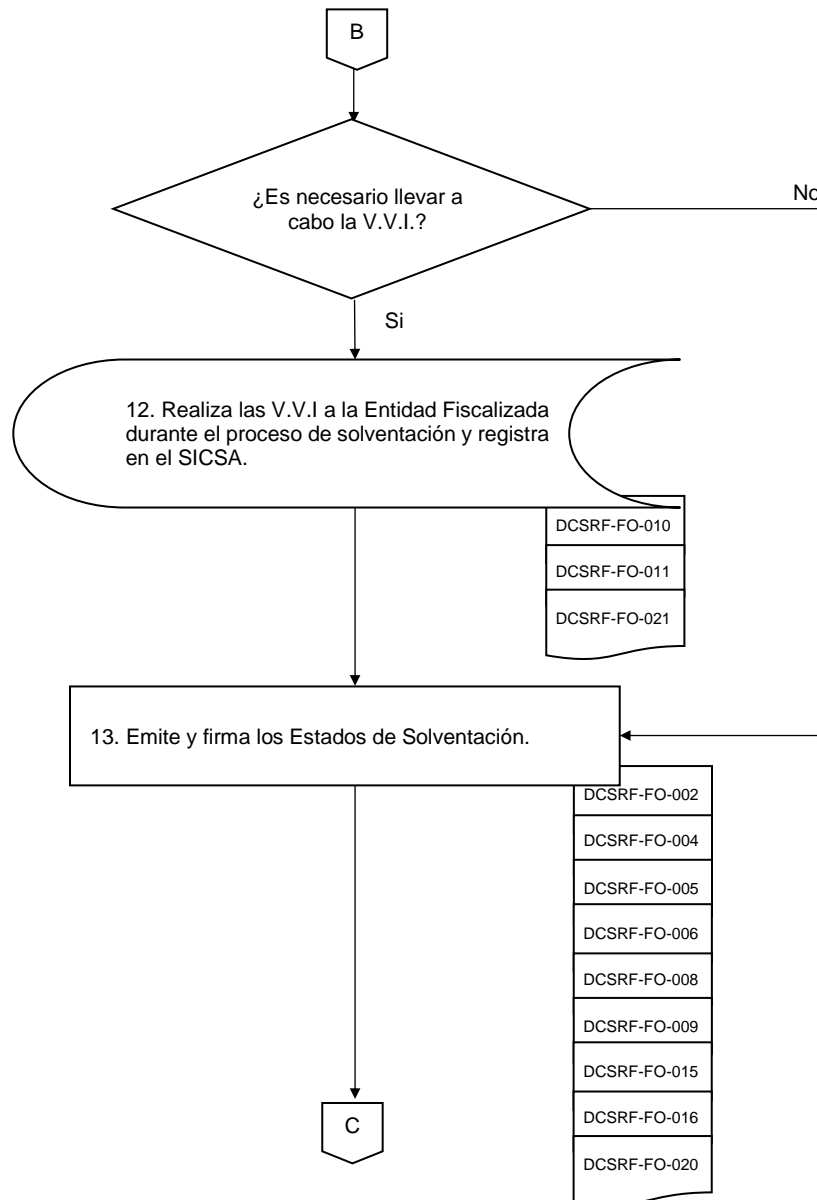 B
¿Es necesario llevar a
cabo la V.V.I.?
No
Si
12. Realiza las V.V.I a la Entidad Fiscalizada
durante el proceso de solventación y registra
en el SICSA.
DCSRF-FO-010
DCSRF-FO-011
DCSRF-FO-021
13. Emite y firma los Estados de Solventación.
DCSRF-FO-002
DCSRF-FO-004
DCSRF-FO-005
DCSRF-FO-006
DCSRF-FO-008
DCSRF-FO-009
DCSRF-FO-015
DCSRF-FO-016
DCSRF-FO-020
C